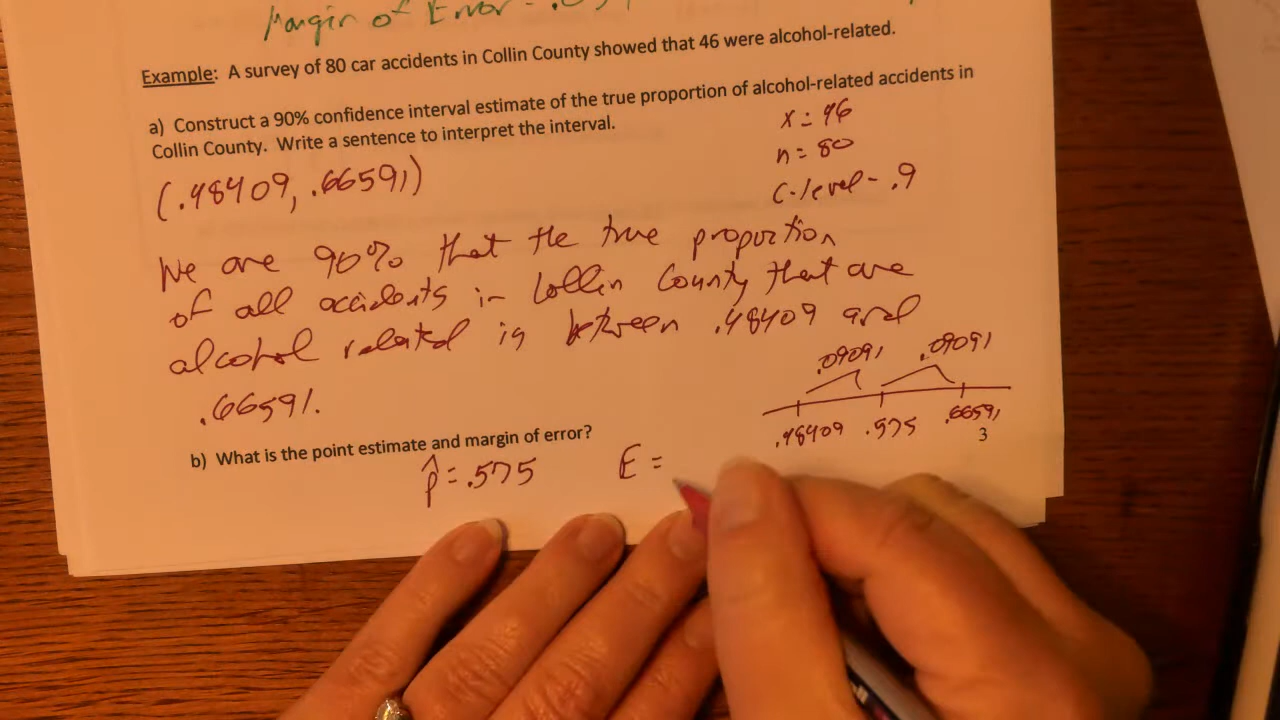 Margin of Error
Example: A survey of 80 car accidents in Collin County showed that 46 were alcohol-related.
a) Construct a 90% confidence interval estimate of the true proportion of alcohol-related accidents in
Collin County. Write a sentence to interpret the interval.
x = 46
n = 80
C-level - .9
(.48409, .66591)
We are 90% that the true proportion
of all accidents in Collin County that are
alcohol related is between .48409 and
.66591.
.09091 .09091
.48409 .575 .66591
3
b) What is the point estimate and margin of error?
p̂ = .575 E =